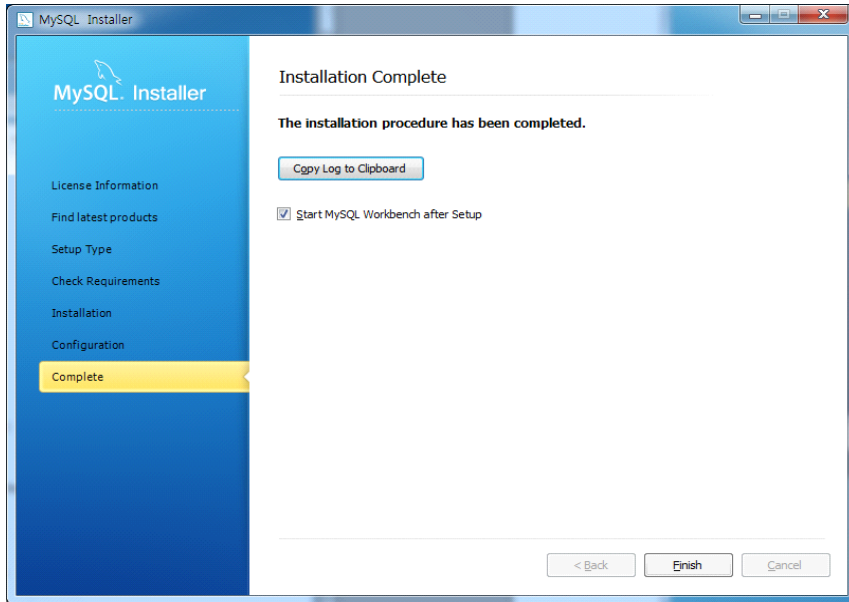 MySQL Installer
MySQL. Installer
License Information
Find latest products
Setup Type
Check Requirements
Installation
Configuration
Complete
Installation Complete
The installation procedure has been completed.
Copy Log to Clipboard
Start MySQL Workbench after Setup
< Back
Finish
Cancel